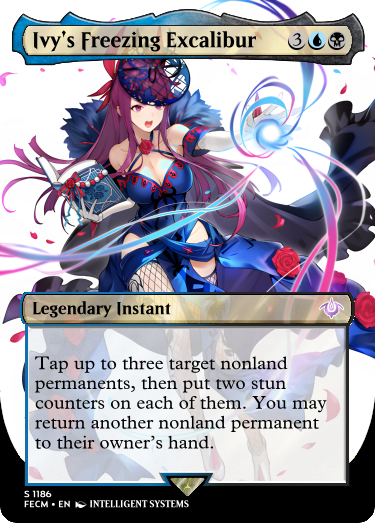 Ivy's Freezing Excalibur 3
Legendary Instant
Tap up to three target nonland
permanents, then put two stun
counters on each of them. You may
return another nonland permanent
to their owner's hand.
S 1186
FECM • EN INTELLIGENT SYSTEMS